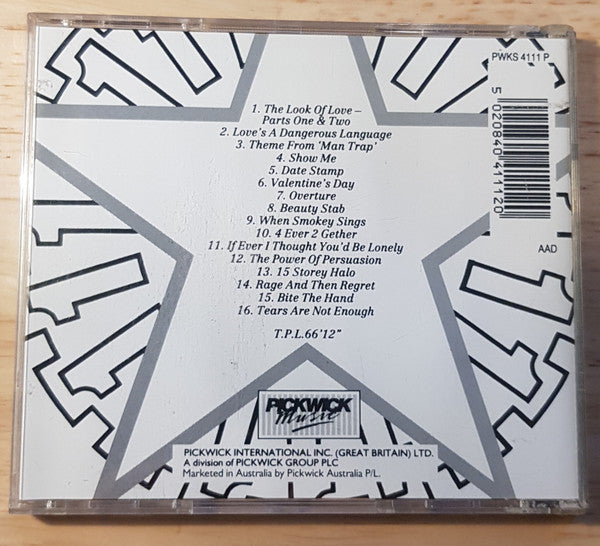 PWKS 4111 P
5 020840 411120
AAD
1. The Look Of Love –
Parts One & Two
2. Love's A Dangerous Language
3. Theme From 'Man Trap'
4. Show Me
5. Date Stamp
6. Valentine's Day
7. Overture
8. Beauty Stab
9. When Smokey Sings
10. 4 Ever 2 Gether
11. If Ever I Thought You'd Be Lonely
12. The Power Of Persuasion
13. 15 Storey Halo
14. Rage And Then Regret
15. Bite The Hand
16. Tears Are Not Enough
T.P.L.66'12"
PICKWICK
Music
PICKWICK INTERNATIONAL INC. (GREAT BRITAIN) LTD.
A division of PICKWICK GROUP PLC
Marketed in Australia by Pickwick Australia P/L.